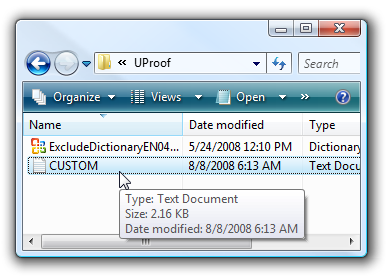 « UProof
Search
Organize Views Open »
Name Date modified Type
ExcludeDictionaryEN04... 5/24/2008 12:10 PM Dictionary
CUSTOM 8/8/2008 6:13 AM Text Docu
Type: Text Document
Size: 2.16 KB
Date modified: 8/8/2008 6:13 AM